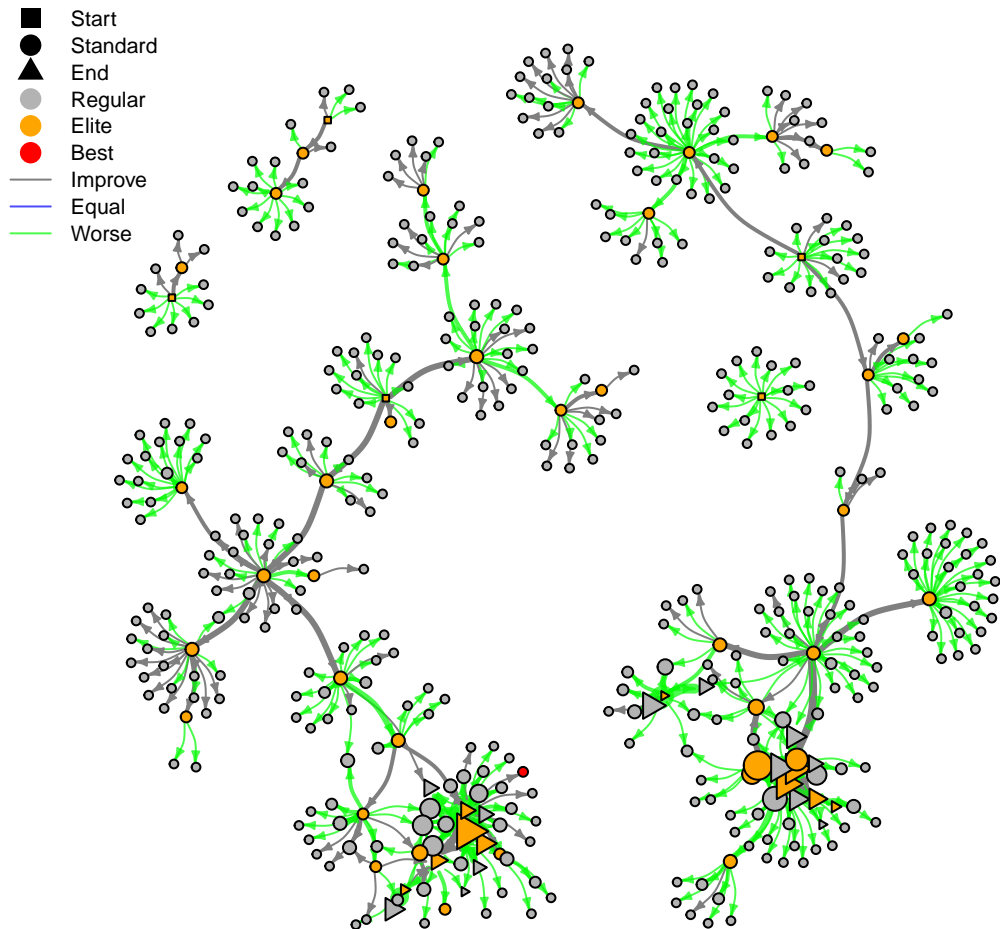 Start
Standard
End
Regular
Elite
Best
Improve
Equal
Worse